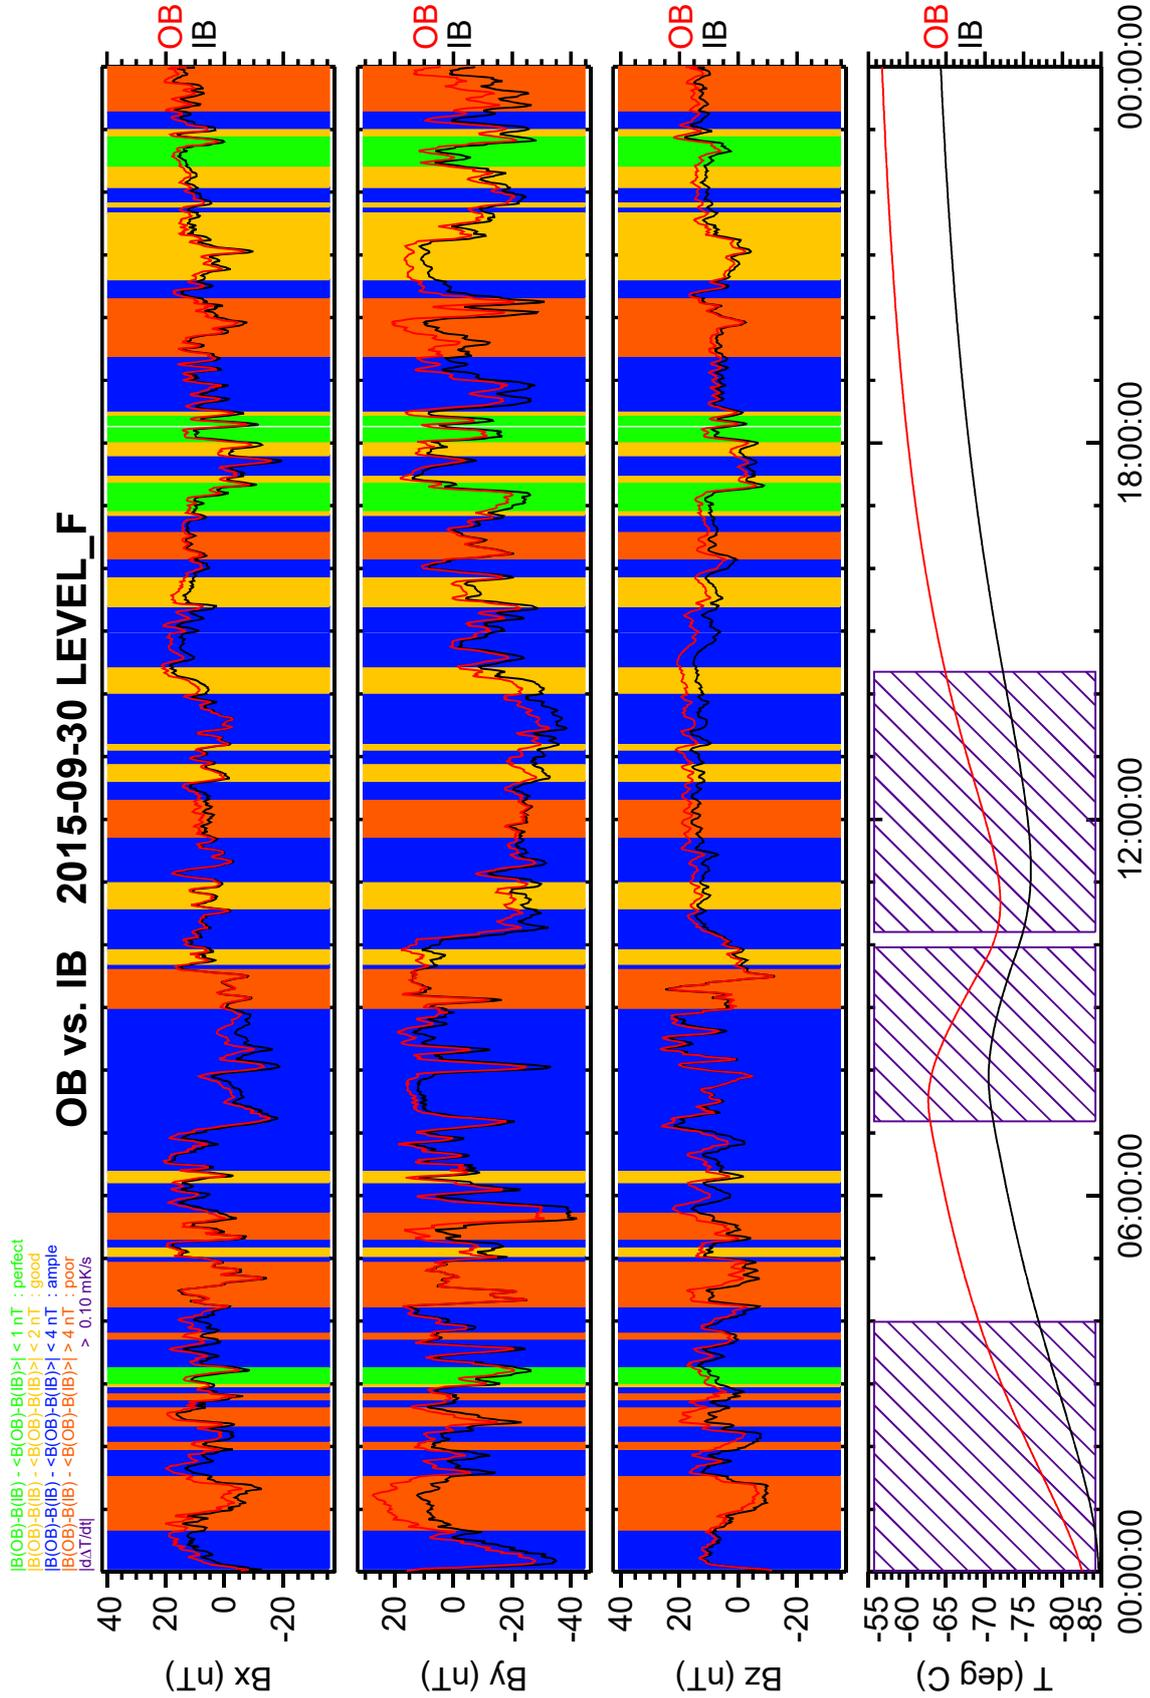 |B(OB)-B(IB) - <B(OB)-B(IB)>| < 1 nT : perfect
|B(OB)-B(IB) - <B(OB)-B(IB)>| < 2 nT : good
|B(OB)-B(IB) - <B(OB)-B(IB)>| < 4 nT : ample
|B(OB)-B(IB) - <B(OB)-B(IB)>| > 4 nT : poor
|dΔT/dt| > 0.10 mK/s
OB vs. IB 2015-09-30 LEVEL_F
Bx (nT)
40
20
0
-20
OB
IB
By (nT)
20
0
-20
-40
OB
IB
Bz (nT)
40
20
0
-20
OB
IB
T (deg C)
-55
-60
-65
-70
-75
-80
-85
OB
IB
00:00:00 06:00:00 12:00:00 18:00:00 00:00:00